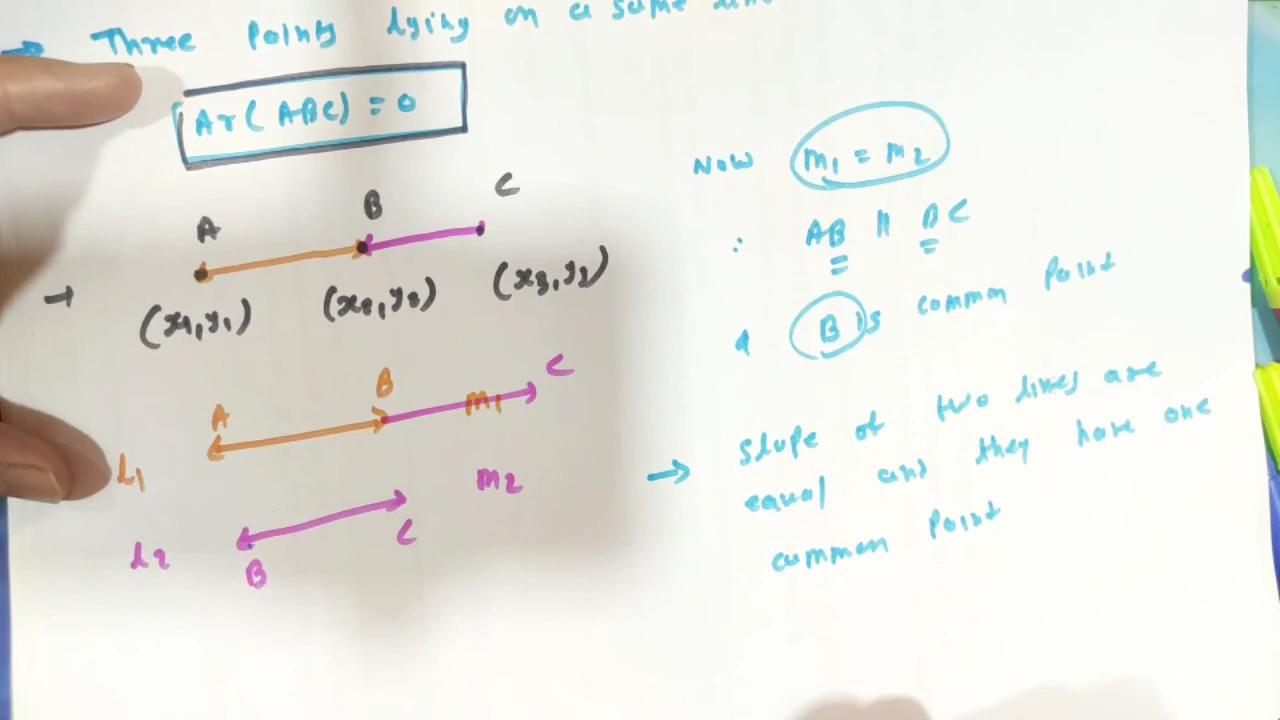 Three points lying on a same line
Ar( ABC) = 0
A B C
→ (x1,y1) (x2,y2) (x3,y3)
A B m1 C
L1
B C m2
L2
Now m1 = m2
∴ AB || BC
& B is common point
→ slope of two lines are
equal and they have one
common point